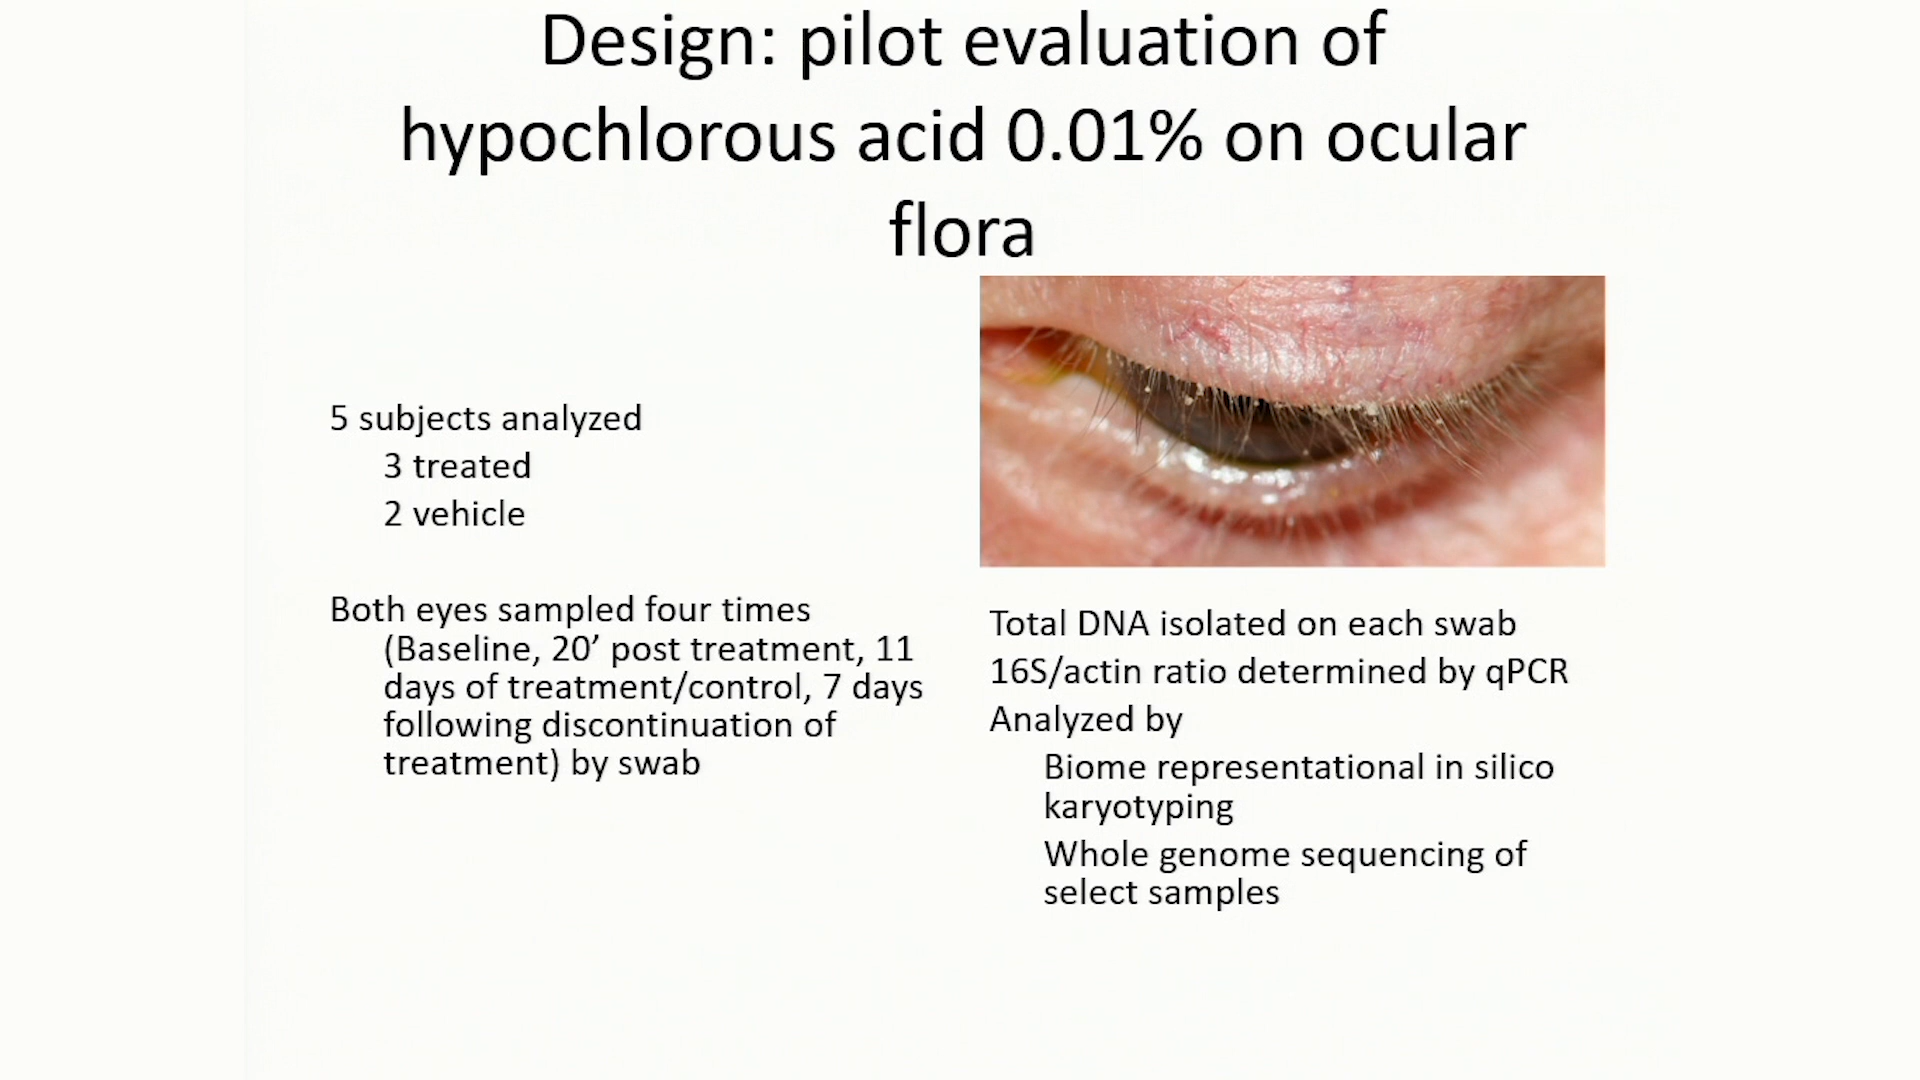 Design: pilot evaluation of
hypochlorous acid 0.01% on ocular
flora
5 subjects analyzed
3 treated
2 vehicle
Both eyes sampled four times
(Baseline, 20’ post treatment, 11
days of treatment/control, 7 days
following discontinuation of
treatment) by swab
Total DNA isolated on each swab
16S/actin ratio determined by qPCR
Analyzed by
Biome representational in silico
karyotyping
Whole genome sequencing of
select samples